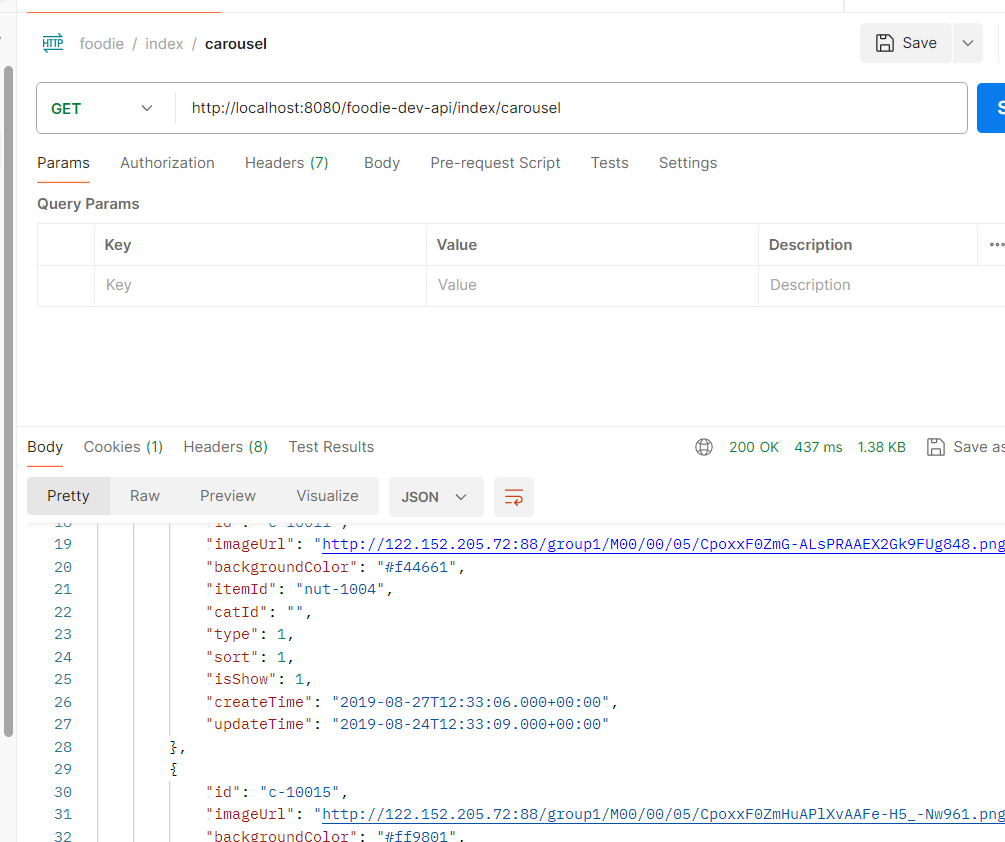 HTTP foodie / index / carousel
Save
GET http://localhost:8080/foodie-dev-api/index/carousel
Params Authorization Headers (7) Body Pre-request Script Tests Settings
Query Params
Key Value Description
Key Value Description
Body Cookies (1) Headers (8) Test Results 200 OK 437 ms 1.38 KB Save as
Pretty Raw Preview Visualize JSON
18 "id": "c-10011",
19 "imageUrl": "http://122.152.205.72:88/group1/M00/00/05/CpoxxF0ZmG-ALsPRAAEX2Gk9FUg848.png
20 "backgroundColor": "#f44661",
21 "itemId": "nut-1004",
22 "catId": "",
23 "type": 1,
24 "sort": 1,
25 "isShow": 1,
26 "createTime": "2019-08-27T12:33:06.000+00:00",
27 "updateTime": "2019-08-24T12:33:09.000+00:00"
28 },
29 {
30 "id": "c-10015",
31 "imageUrl": "http://122.152.205.72:88/group1/M00/00/05/CpoxxF0ZmHuAPlXvAAFe-H5_-Nw961.png
32 "backgroundColor": "#ff9801",